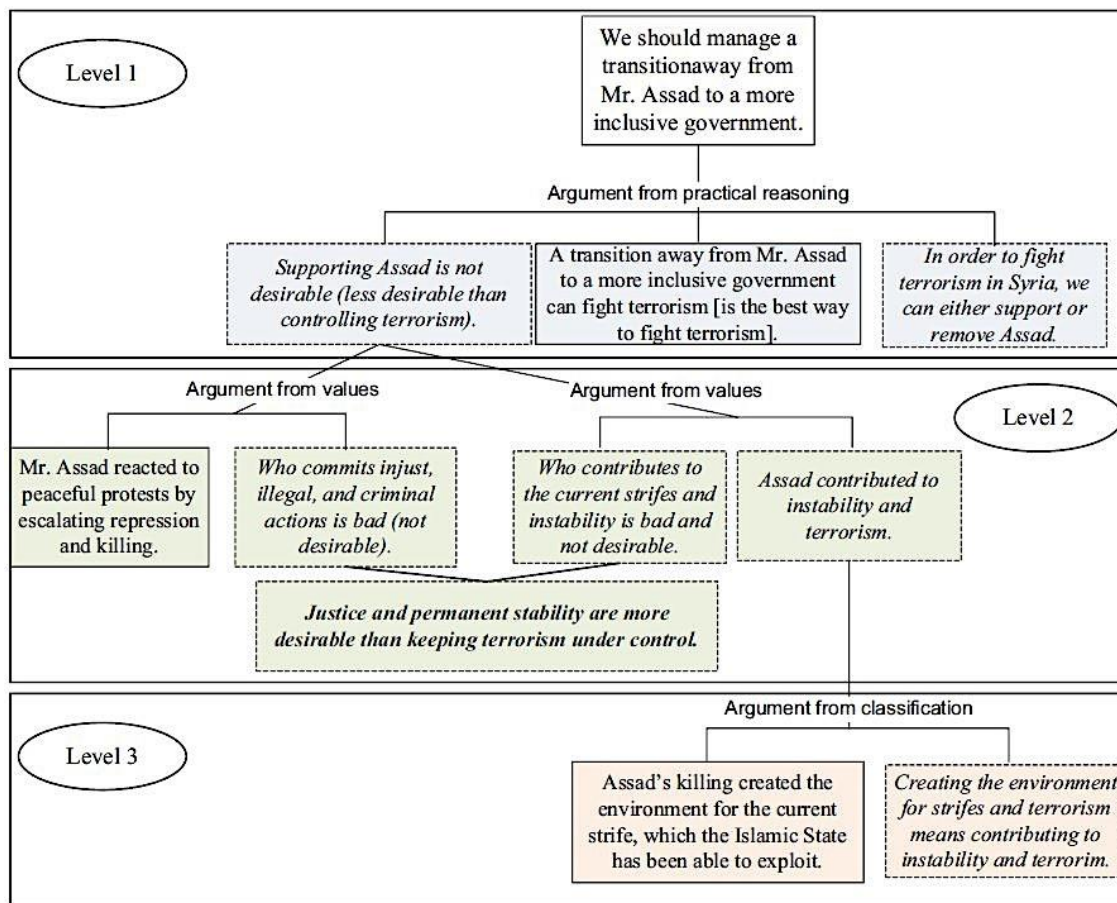 Level 1
We should manage a
transitionaway from
Mr. Assad to a more
inclusive government.
Argument from practical reasoning
Supporting Assad is not
desirable (less desirable than
controlling terrorism).
A transition away from Mr. Assad
to a more inclusive government
can fight terrorism [is the best way
to fight terrorism].
In order to fight
terrorism in Syria, we
can either support or
remove Assad.
Level 2
Argument from values
Argument from values
Mr. Assad reacted to
peaceful protests by
escalating repression
and killing.
Who commits injust,
illegal, and criminal
actions is bad (not
desirable).
Who contributes to
the current strifes and
instability is bad and
not desirable.
Assad contributed to
instability and
terrorism.
Justice and permanent stability are more
desirable than keeping terrorism under control.
Level 3
Argument from classification
Assad's killing created the
environment for the current
strife, which the Islamic State
has been able to exploit.
Creating the environment
for strifes and terrorism
means contributing to
instability and terrorim.